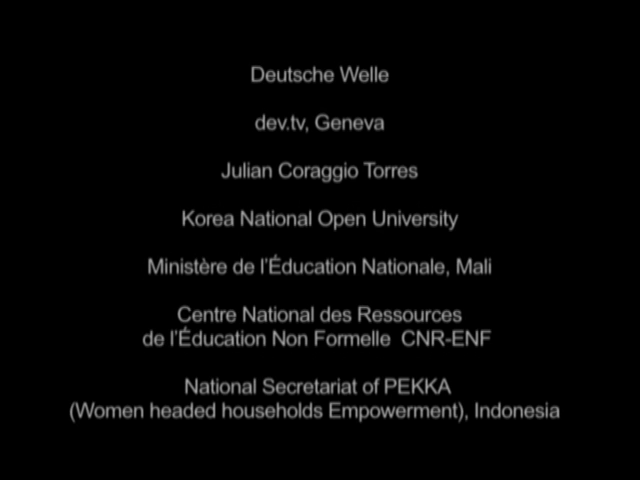 Deutsche Welle
dev.tv, Geneva
Julian Coraggio Torres
Korea National Open University
Ministère de l'Éducation Nationale, Mali
Centre National des Ressources
de l'Éducation Non Formelle  CNR-ENF
National Secretariat of PEKKA
(Women headed households Empowerment), Indonesia